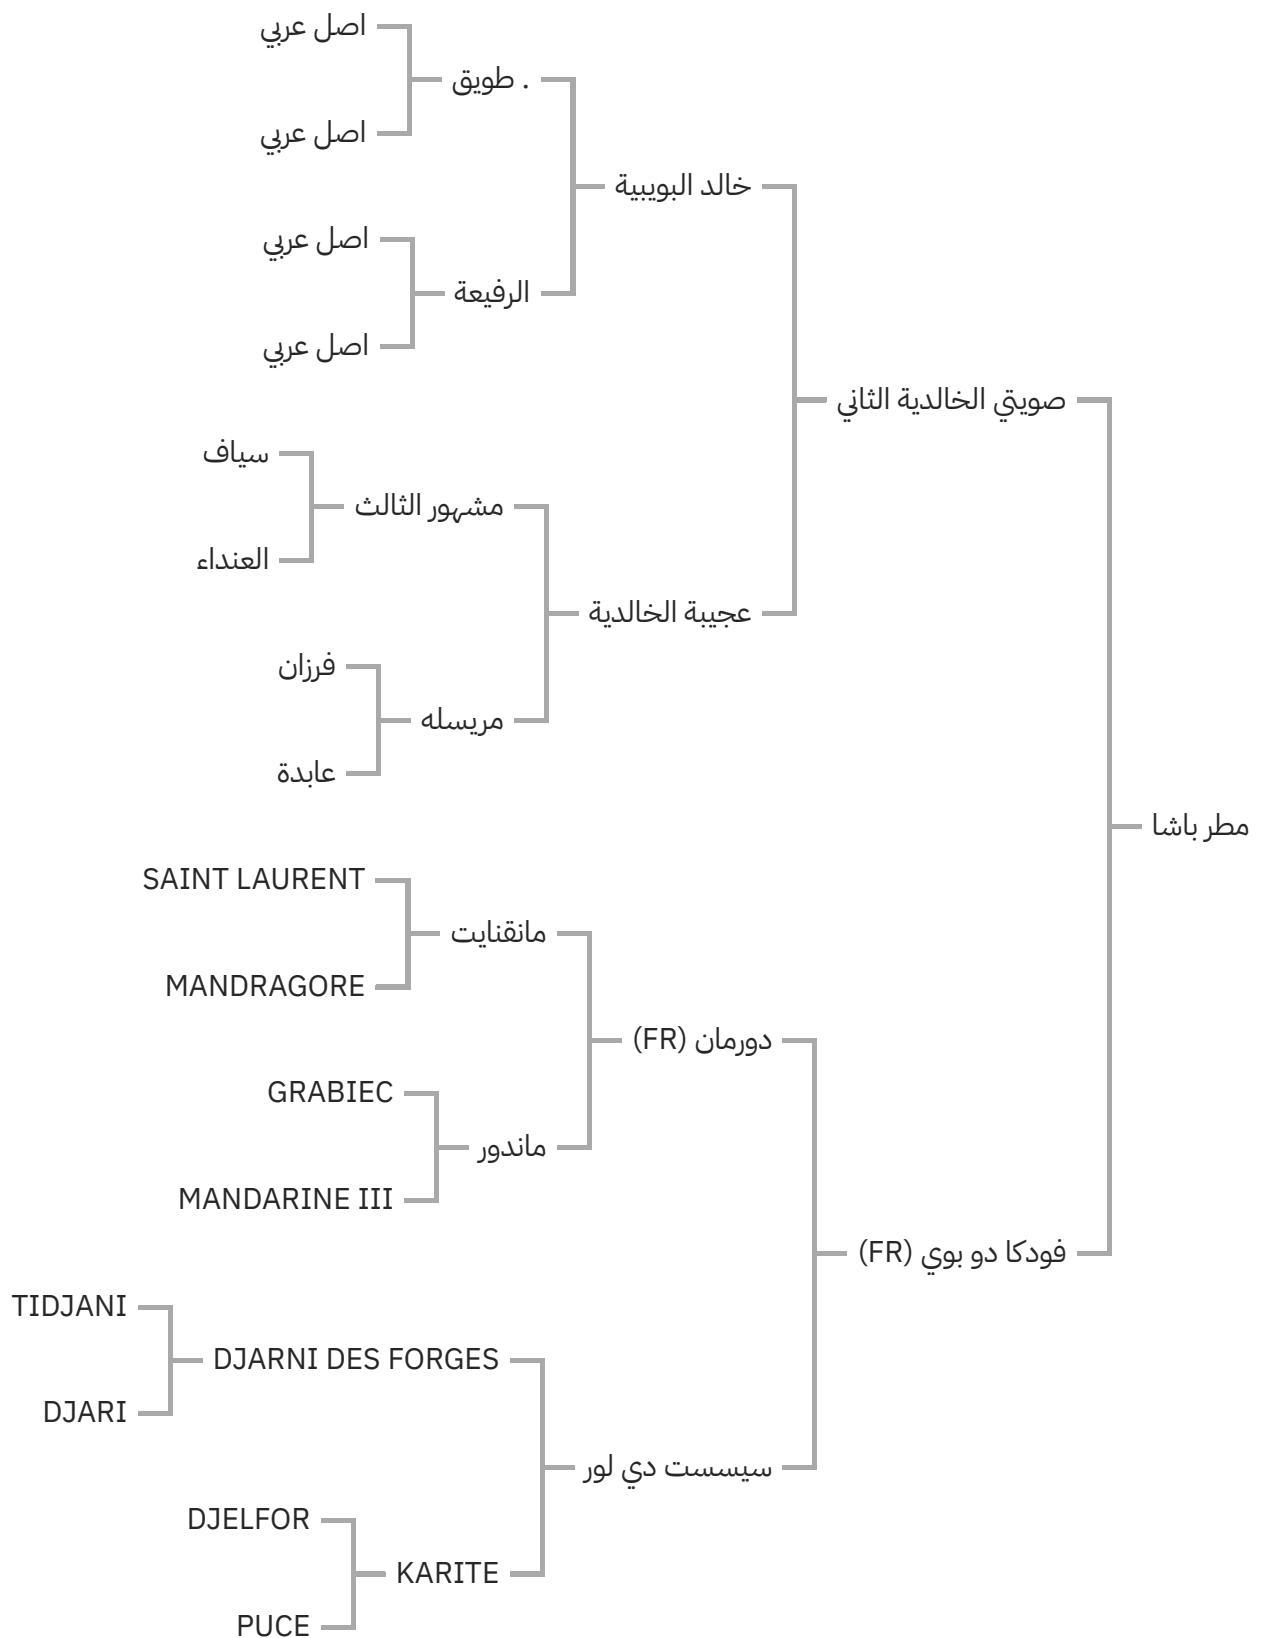 اصل عربي
. طويق
اصل عربي
خالد البويبية
اصل عربي
الرفيعة
اصل عربي
صويتي الخالدية الثاني
سياف
مشهور الثالث
العنداء
عجيبة الخالدية
فرزان
مريسله
عابدة
مطر باشا
SAINT LAURENT
مانقنايت
MANDRAGORE
دورمان (FR)
GRABIEC
ماندور
MANDARINE III
فودكا دو بوي (FR)
TIDJANI
DJARNI DES FORGES
DJARI
سيسست دي لور
DJELFOR
KARITE
PUCE